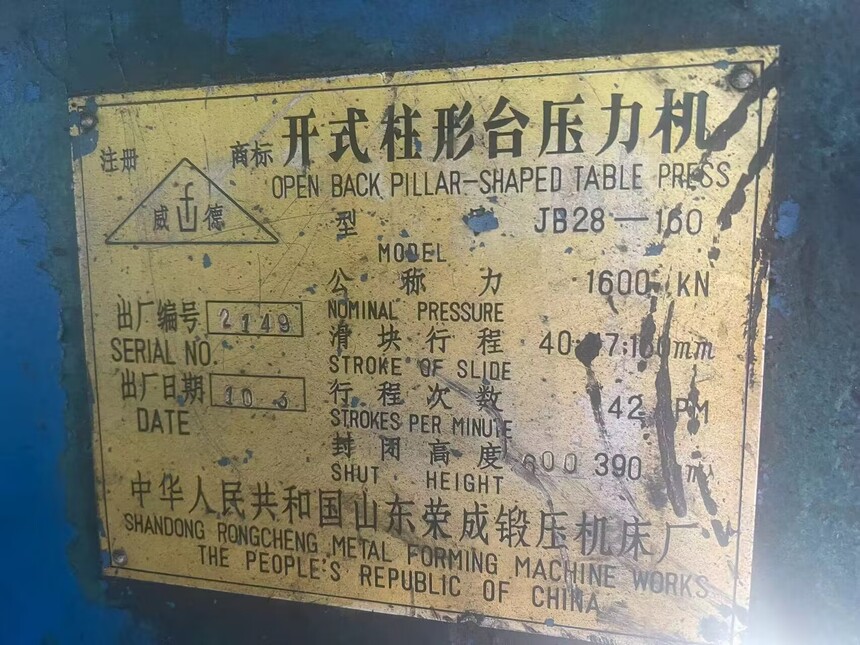 注册 商标
威 德
开式柱形台压力机
OPEN BACK PILLAR-SHAPED TABLE PRESS
型 JB28—160
MODEL
公称力 1600 KN
NOMINAL PRESSURE
出厂编号 2149
SERIAL NO.
滑块行程 mm
STROKE OF SLIDE
出厂日期 10 3
DATE
行程次数 42
STROKES PER MINUTE
封闭高度 390
SHUT HEIGHT
中华人民共和国山东荣成锻压机床厂
SHANDONG RONGCHENG METAL FORMING MACHINE WORKS
THE PEOPLE'S REPUBLIC OF CHINA